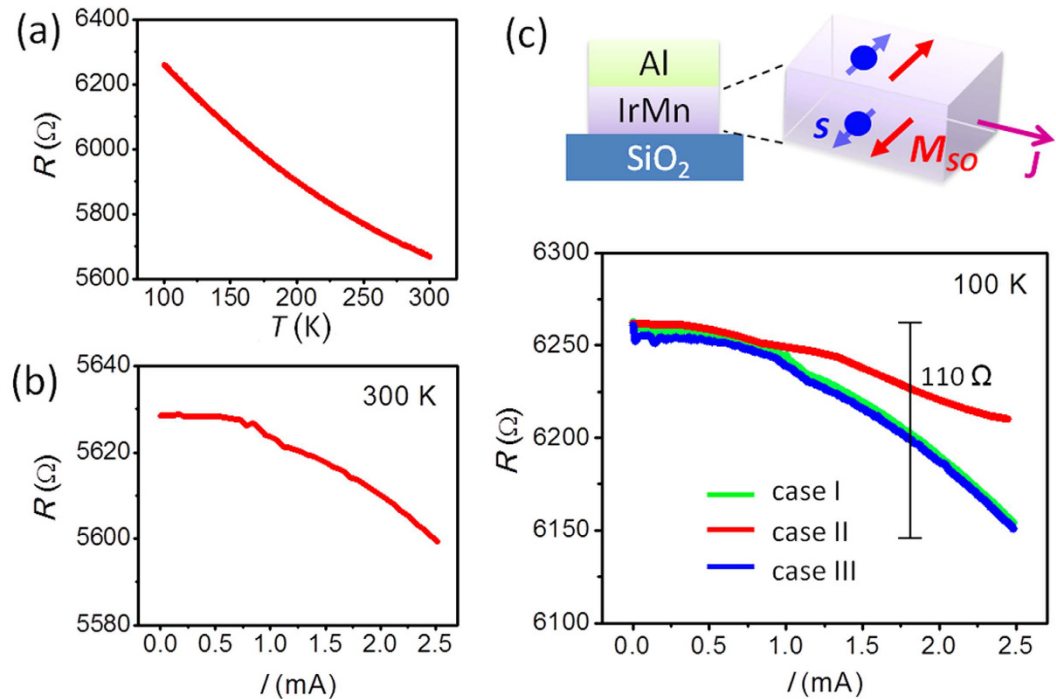 (a)
6400
6200
6000
5800
5600
R (Ω)
100 150 200 250 300
T (K)
(b)
300 K
5640
5620
5600
5580
R (Ω)
0.0 0.5 1.0 1.5 2.0 2.5
I (mA)
(c)
Al
IrMn
SiO₂
s
M_SO
J
100 K
6300
6250
6200
6150
6100
R (Ω)
110 Ω
case I
case II
case III
0.0 0.5 1.0 1.5 2.0 2.5
I (mA)